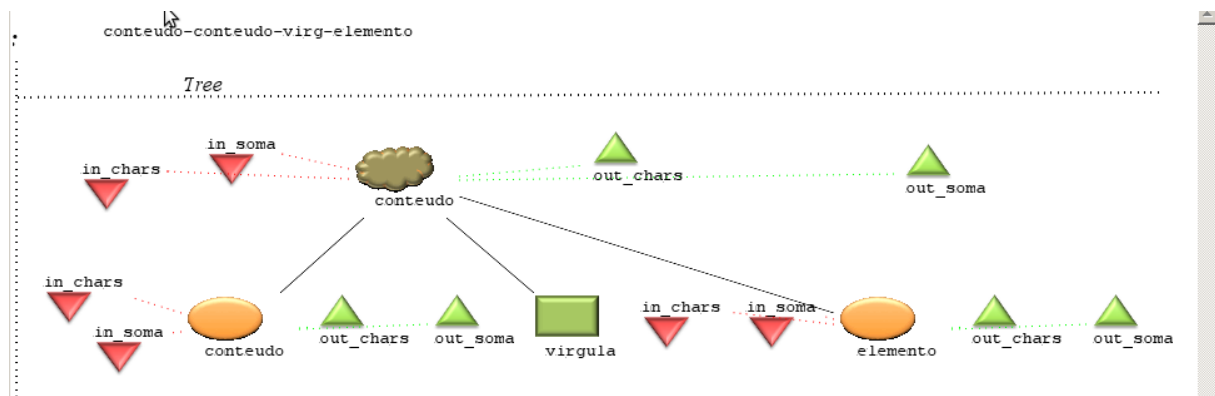 conteudo-conteudo-virg-elemento
;
Tree
in_soma
in_chars
out_chars
out_soma
conteudo
in_chars
in_soma
conteudo
out_chars
out_soma
virgula
in_chars
in_soma
elemento
out_chars
out_soma